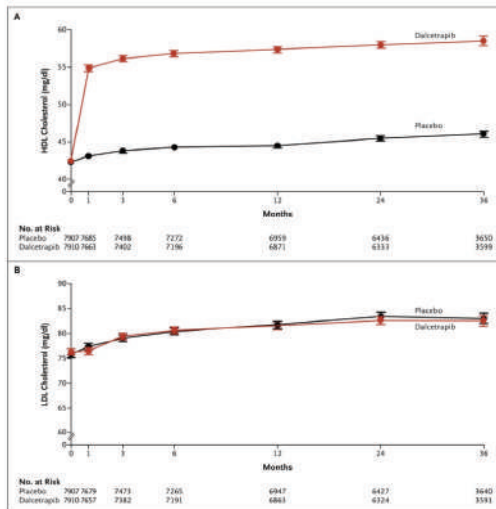 A
60
Dalcetrapib
55
HDL Cholesterol (mg/dl)
50
Placebo
45
40
0 1 3 6 12 24 36
Months
No. at Risk
Placebo 7907 7685 7498 7272 6959 6436 3650
Dalcetrapib 7910 7663 7402 7196 6871 6333 3599
B
90
85
Placebo
80
Dalcetrapib
LDL Cholesterol (mg/dl)
75
70
65
60
0
0 1 3 6 12 24 36
Months
No. at Risk
Placebo 7907 7679 7473 7265 6947 6427 3640
Dalcetrapib 7910 7657 7382 7191 6863 6324 3591